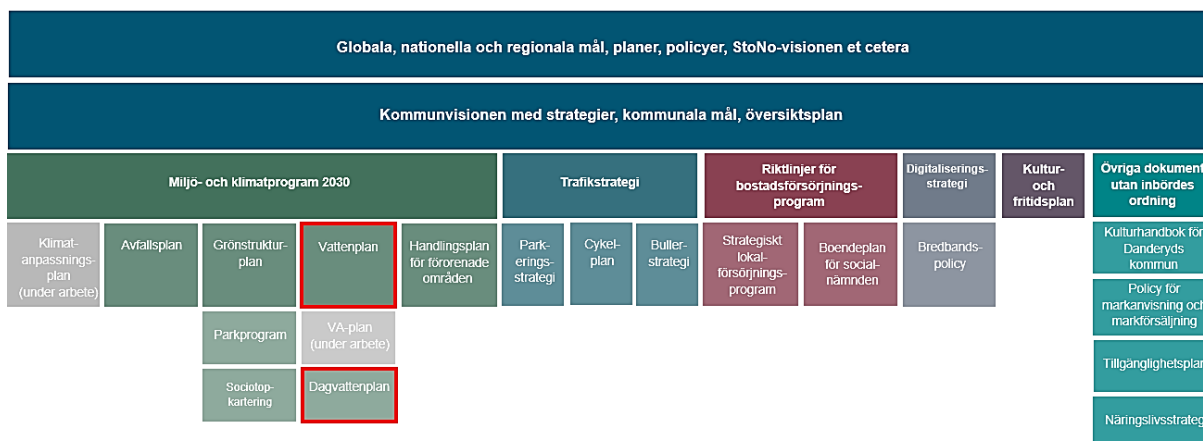 Globala, nationella och regionala mål, planer, policyer, StoNo-visionen et cetera
Kommunvisionen med strategier, kommunala mål, översiktsplan
Miljö- och klimatprogram 2030
Trafikstrategi
Riktlinjer för
bostadsförsörjnings-
program
Digitaliserings-
strategi
Kultur-
och
fritidsplan
Övriga dokument
utan inbördes
ordning
Klimat-
anpassnings-
plan
(under arbete)
Avfallsplan
Grönstruktur-
plan
Vattenplan
Handlingsplan
för förorenade
områden
Park-
erings-
strategi
Cykel-
plan
Buller-
strategi
Strategiskt
lokal-
försörjnings-
program
Boendeplan
för social-
nämnden
Bredbands-
policy
Kulturhandbok för
Danderyds
kommun
Parkprogram
VA-plan
(under arbete)
Policy för
markanvisning och
markförsäljning
Sociotop-
kartering
Dagvattenplan
Tillgänglighetsplan
Näringslivsstrategi